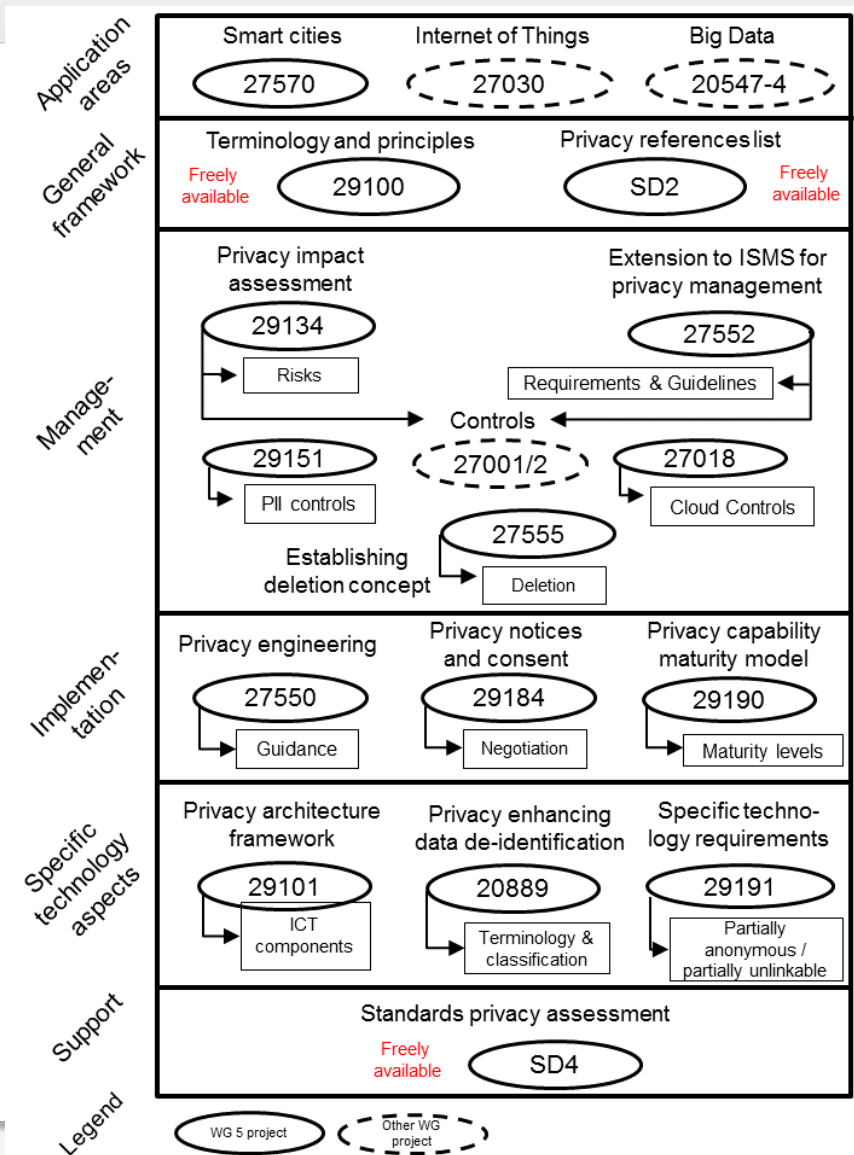 Application
areas
Smart cities
Internet of Things
Big Data
27570
27030
20547-4
General
framework
Terminology and principles
Privacy references list
Freely
available
29100
SD2
Freely
available
Manage-
ment
Privacy impact
assessment
Extension to ISMS for
privacy management
29134
27552
Risks
Requirements & Guidelines
Controls
29151
27001/2
27018
PII controls
Cloud Controls
27555
Establishing
deletion concept
Deletion
Implemen-
tation
Privacy engineering
Privacy notices
and consent
Privacy capability
maturity model
27550
29184
29190
Guidance
Negotiation
Maturity levels
Specific
technology
aspects
Privacy architecture
framework
Privacy enhancing
data de-identification
Specific techno-
logy requirements
29101
20889
29191
ICT
components
Terminology &
classification
Partially
anonymous /
partially unlinkable
Support
Standards privacy assessment
Freely
available
SD4
Legend
WG 5 project
Other WG
project